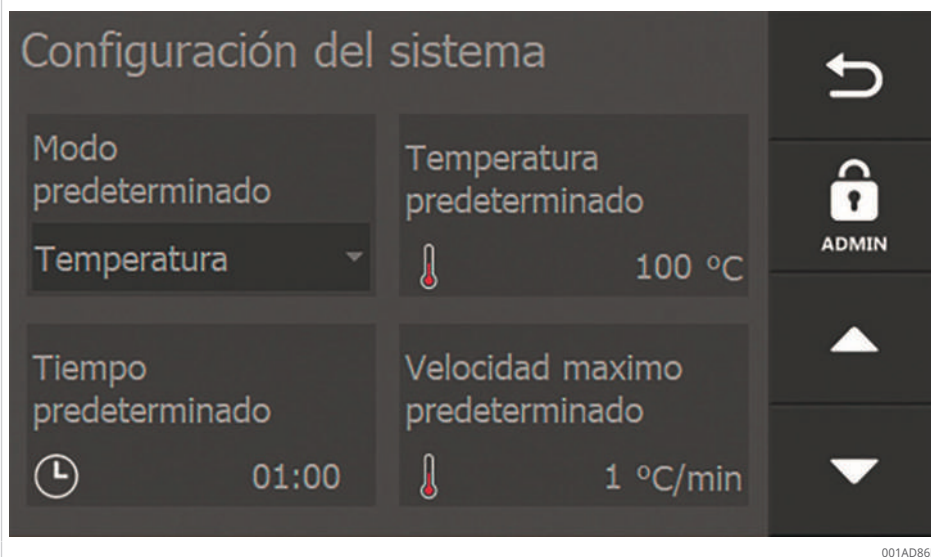 Configuración del sistema
Modo
predeterminado
Temperatura
Temperatura
predeterminado
100 °C
Tiempo
predeterminado
01:00
Velocidad maximo
predeterminado
1 °C/min
ADMIN
001AD86